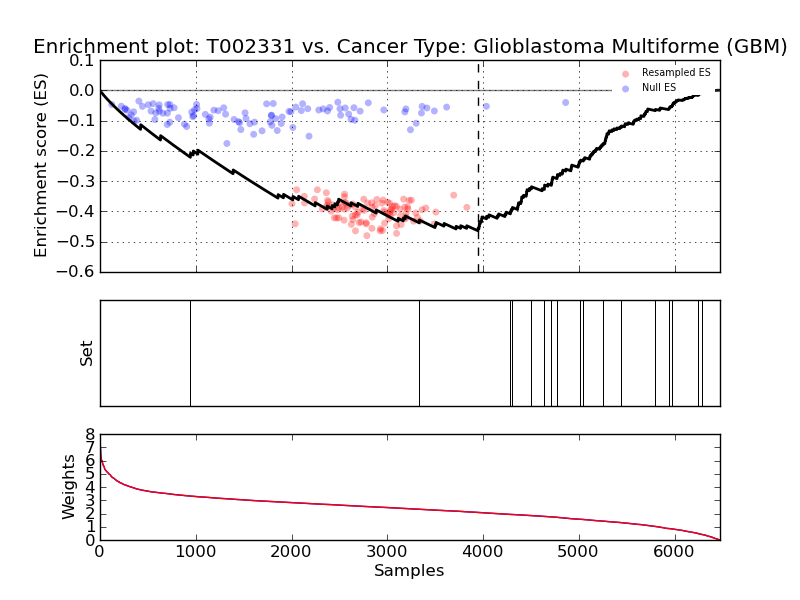 Enrichment plot: T002331 vs. Cancer Type: Glioblastoma Multiforme (GBM)
0.1
0.0
−0.1
−0.2
−0.3
−0.4
−0.5
−0.6
Enrichment score (ES)
Resampled ES
Null ES
Set
8
7
6
5
4
3
2
1
0
Weights
0 1000 2000 3000 4000 5000 6000
Samples